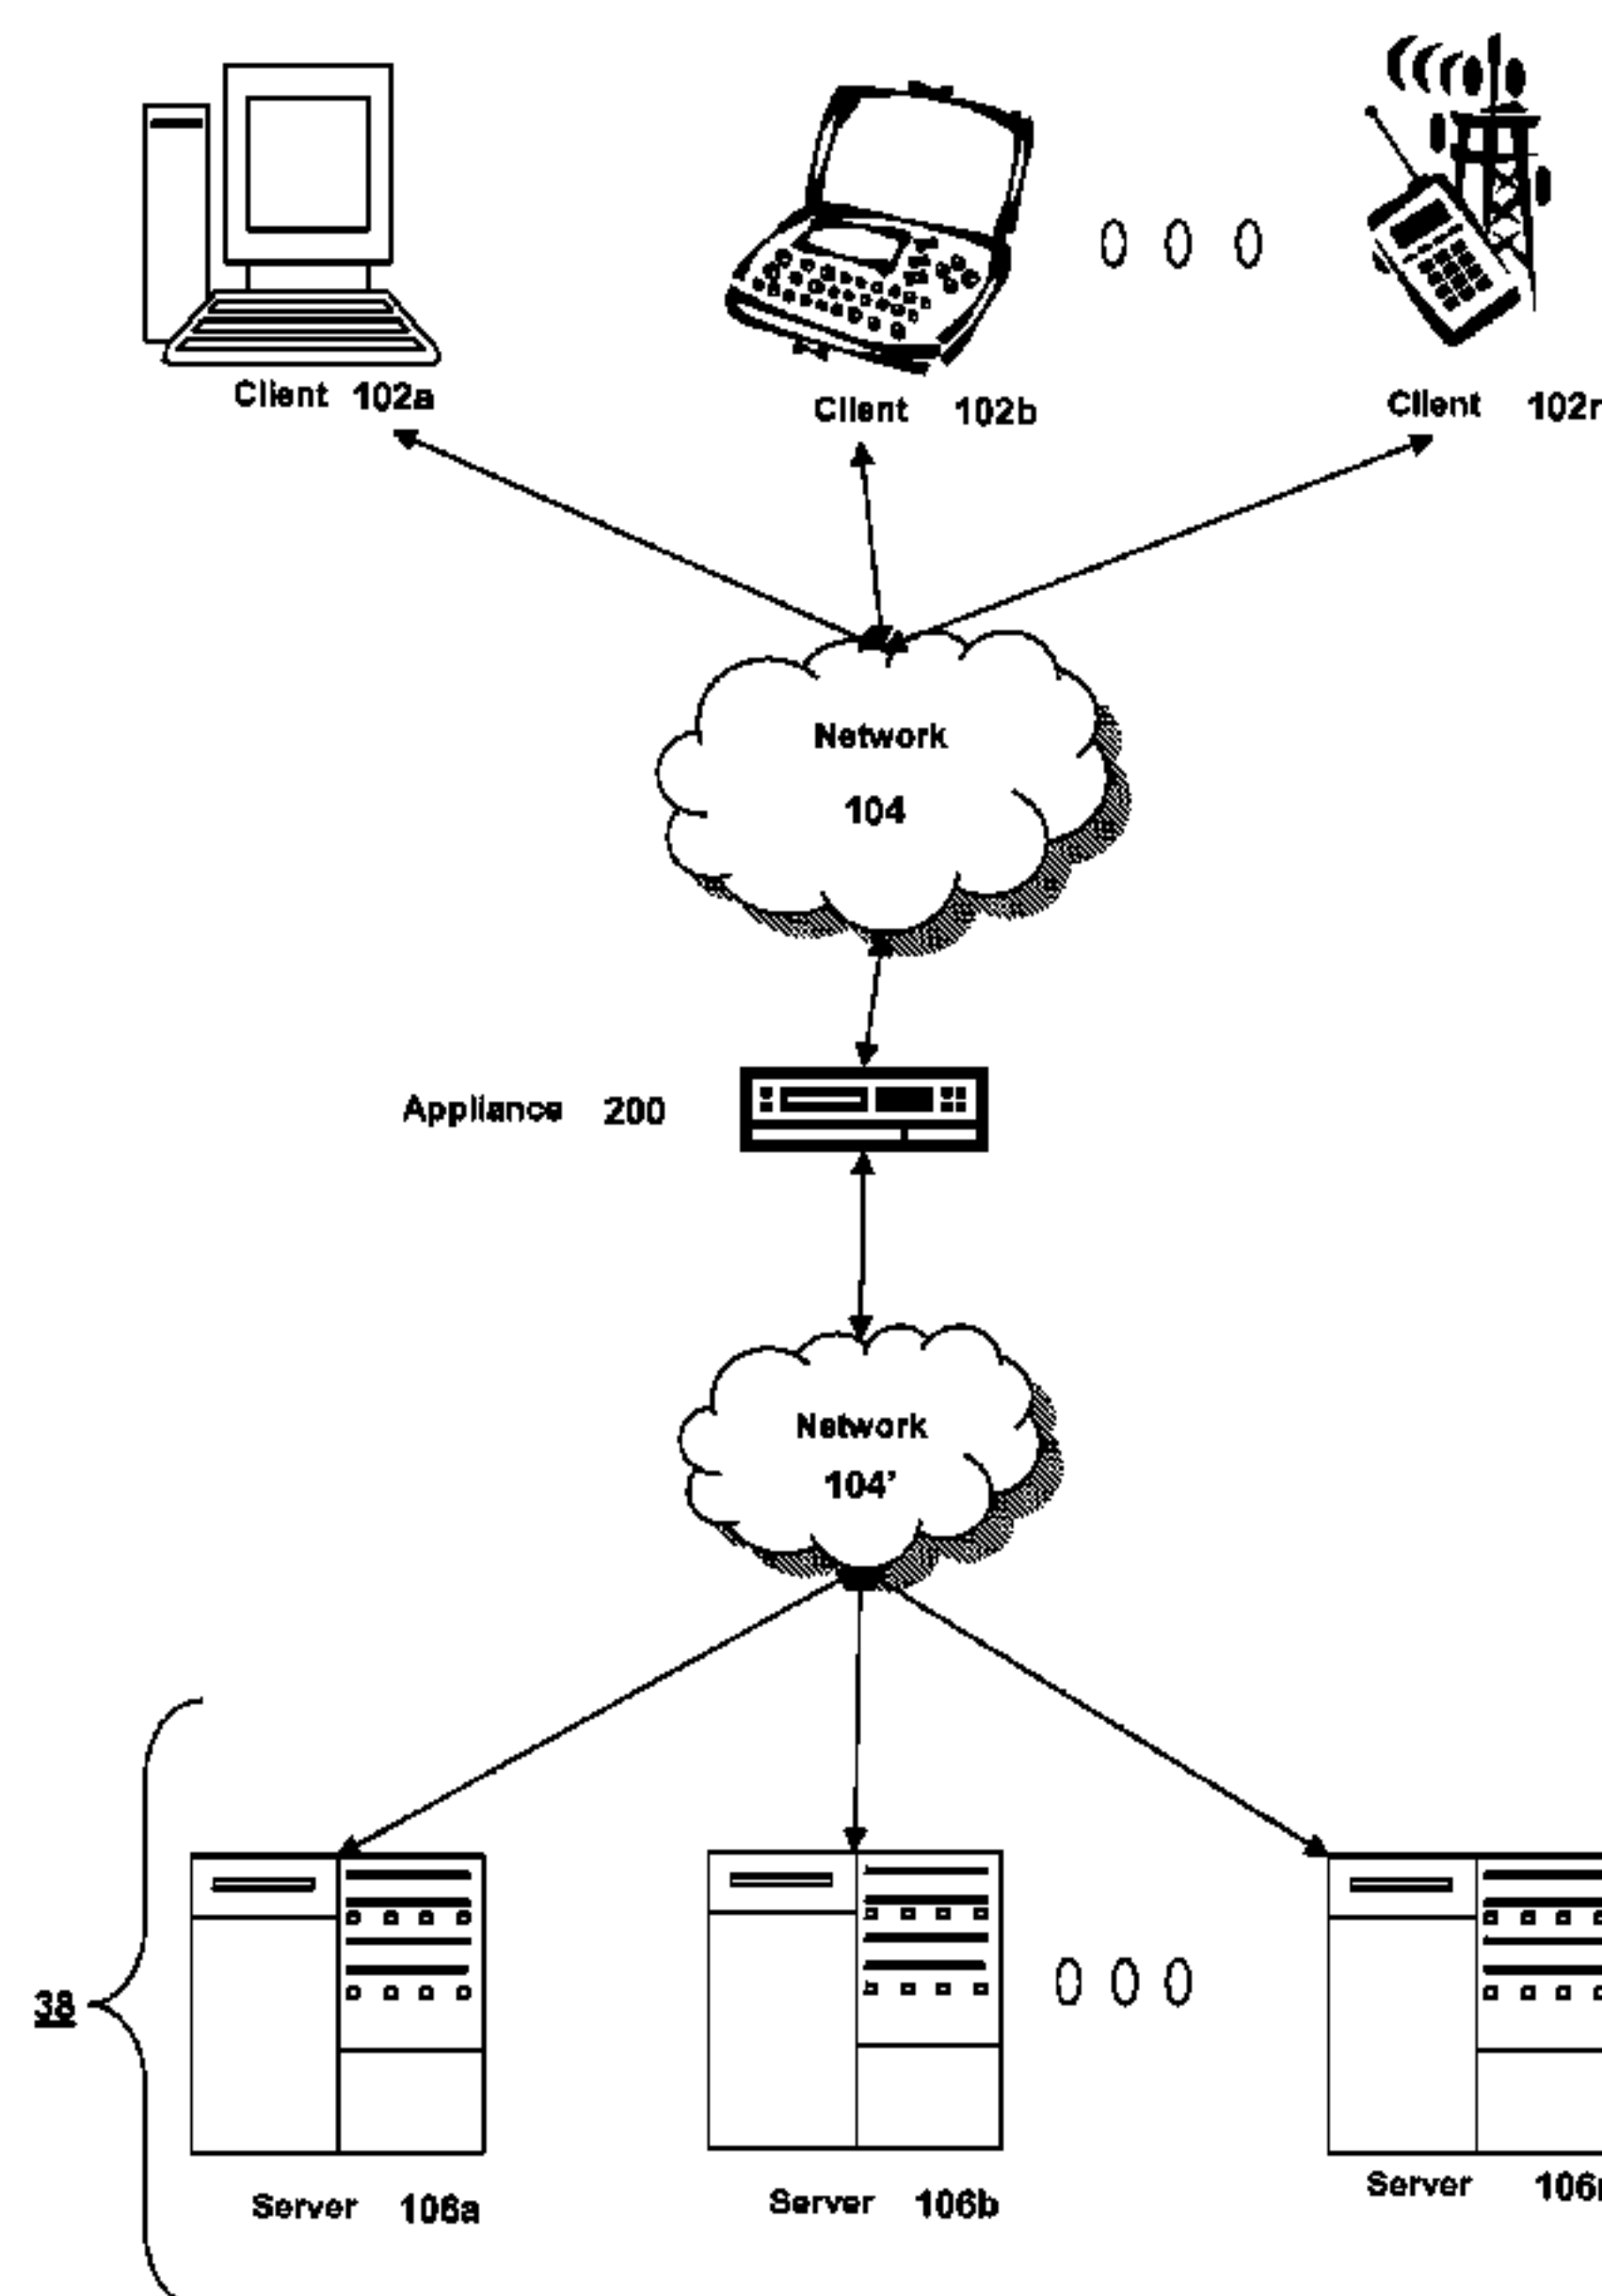 Client 102a
Client 102b
Client 102n
Network
104
Appliance 200
Network
104’
38
Server 106a
Server 106b
Server 106n